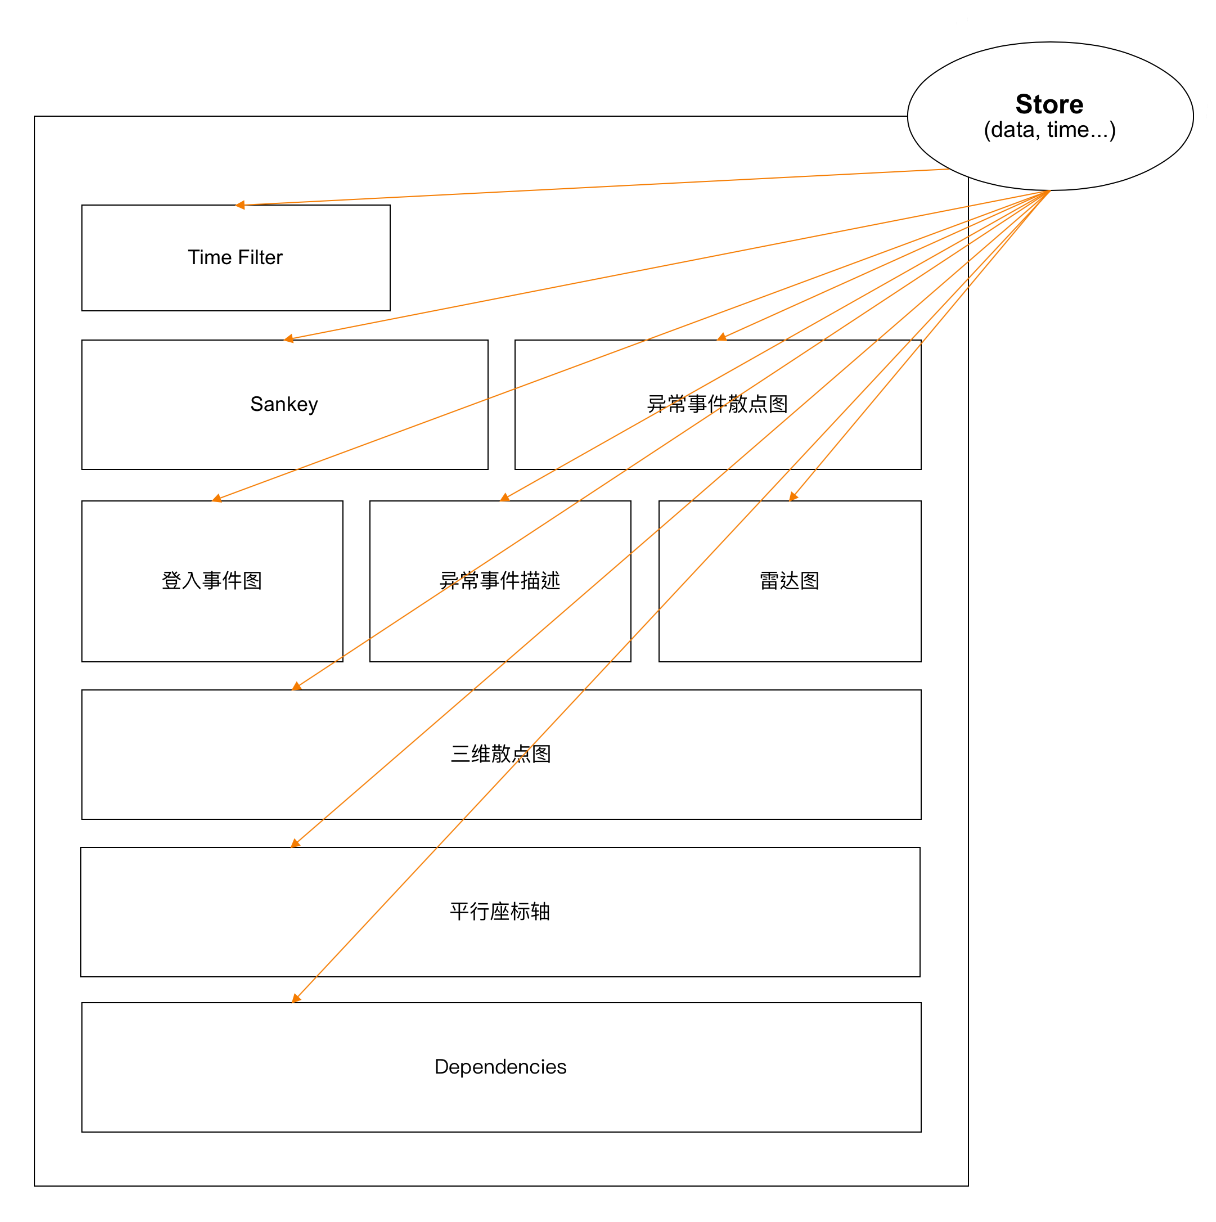 Store
(data, time...)
Time Filter
Sankey
异常事件散点图
登入事件图
异常事件描述
雷达图
三维散点图
平行座标轴
Dependencies